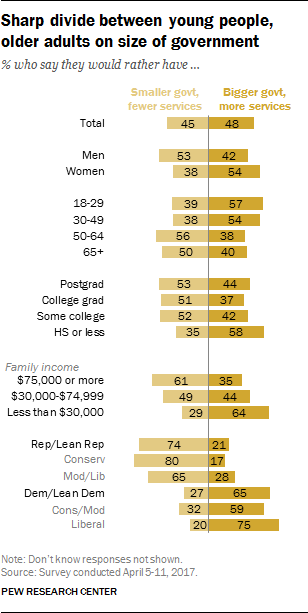 Sharp divide between young people,
older adults on size of government
% who say they would rather have ...
Smaller govt, Bigger govt,
fewer services more services
Total 45 48
Men 53 42
Women 38 54
18-29 39 57
30-49 38 54
50-64 56 38
65+ 50 40
Postgrad 53 44
College grad 51 37
Some college 52 42
HS or less 35 58
Family income
$75,000 or more 61 35
$30,000-$74,999 49 44
Less than $30,000 29 64
Rep/Lean Rep 74 21
Conserv 80 17
Mod/Lib 65 28
Dem/Lean Dem 27 65
Cons/Mod 32 59
Liberal 20 75
Note: Don't know responses not shown.
Source: Survey conducted April 5-11, 2017.
PEW RESEARCH CENTER